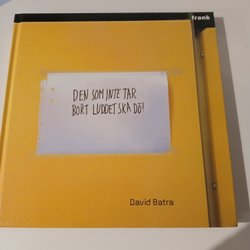 frank
DEN SOM INTE TAR
BORT LUDDET SKA DÖ!
David Batra